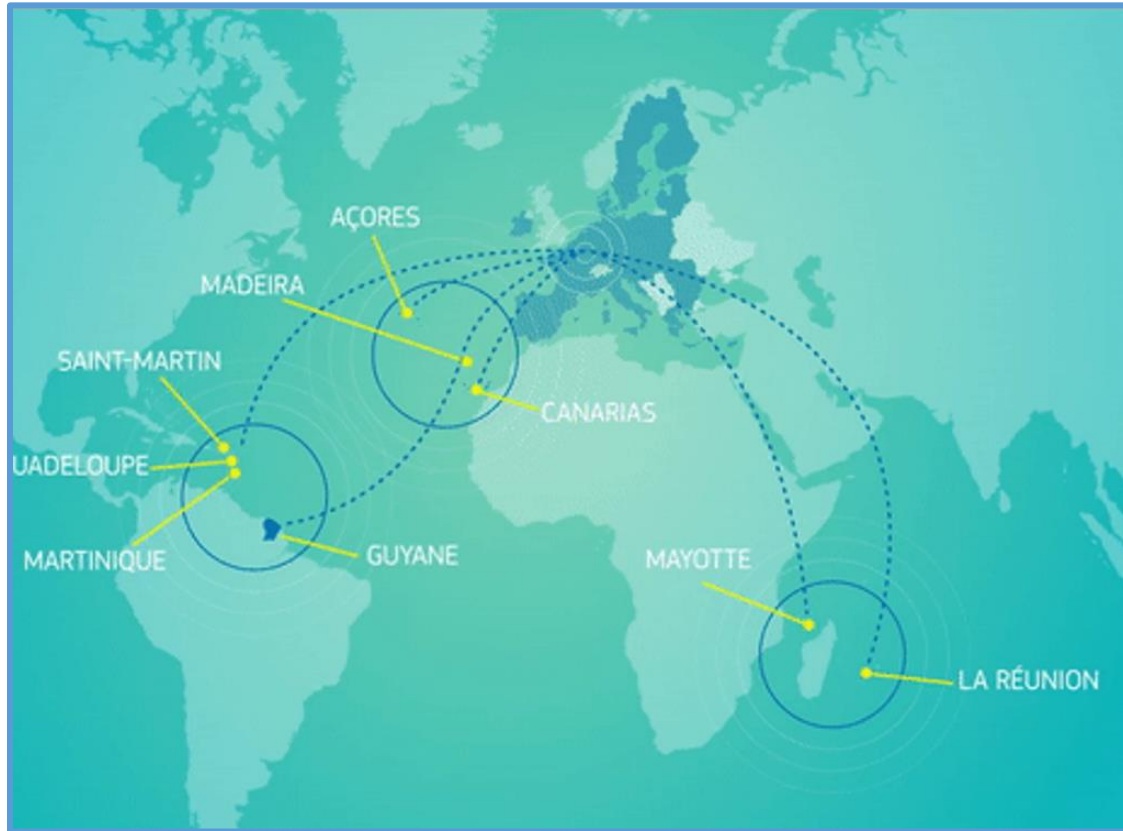 AÇORES
MADEIRA
SAINT-MARTIN
CANARIAS
UADELOUPE
MARTINIQUE
GUYANE
MAYOTTE
LA RÉUNION